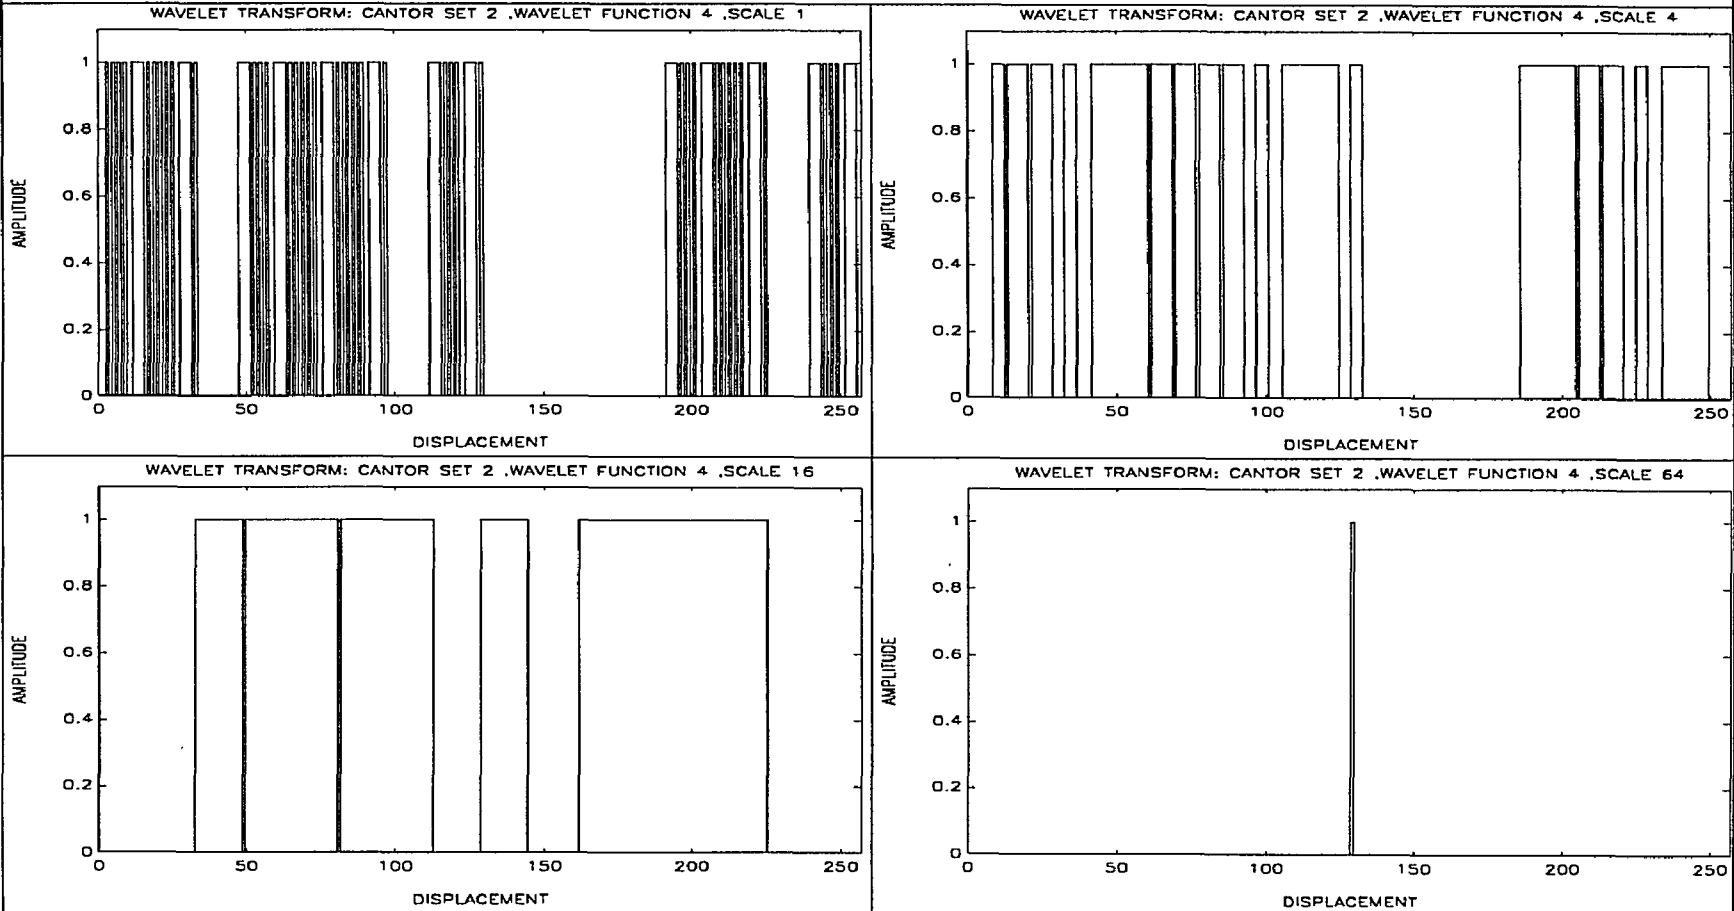 WAVELET TRANSFORM: CANTOR SET 2 ,WAVELET FUNCTION 4 ,SCALE 1
1
0.8
0.6
0.4
0.2
0
AMPLITUDE
0 50 100 150 200 250
DISPLACEMENT
WAVELET TRANSFORM: CANTOR SET 2 ,WAVELET FUNCTION 4 ,SCALE 4
1
0.8
0.6
0.4
0.2
0
AMPLITUDE
0 50 100 150 200 250
DISPLACEMENT
WAVELET TRANSFORM: CANTOR SET 2 ,WAVELET FUNCTION 4 ,SCALE 16
1
0.8
0.6
0.4
0.2
0
AMPLITUDE
0 50 100 150 200 250
DISPLACEMENT
WAVELET TRANSFORM: CANTOR SET 2 ,WAVELET FUNCTION 4 ,SCALE 64
1
0.8
0.6
0.4
0.2
0
AMPLITUDE
0 50 100 150 200 250
DISPLACEMENT